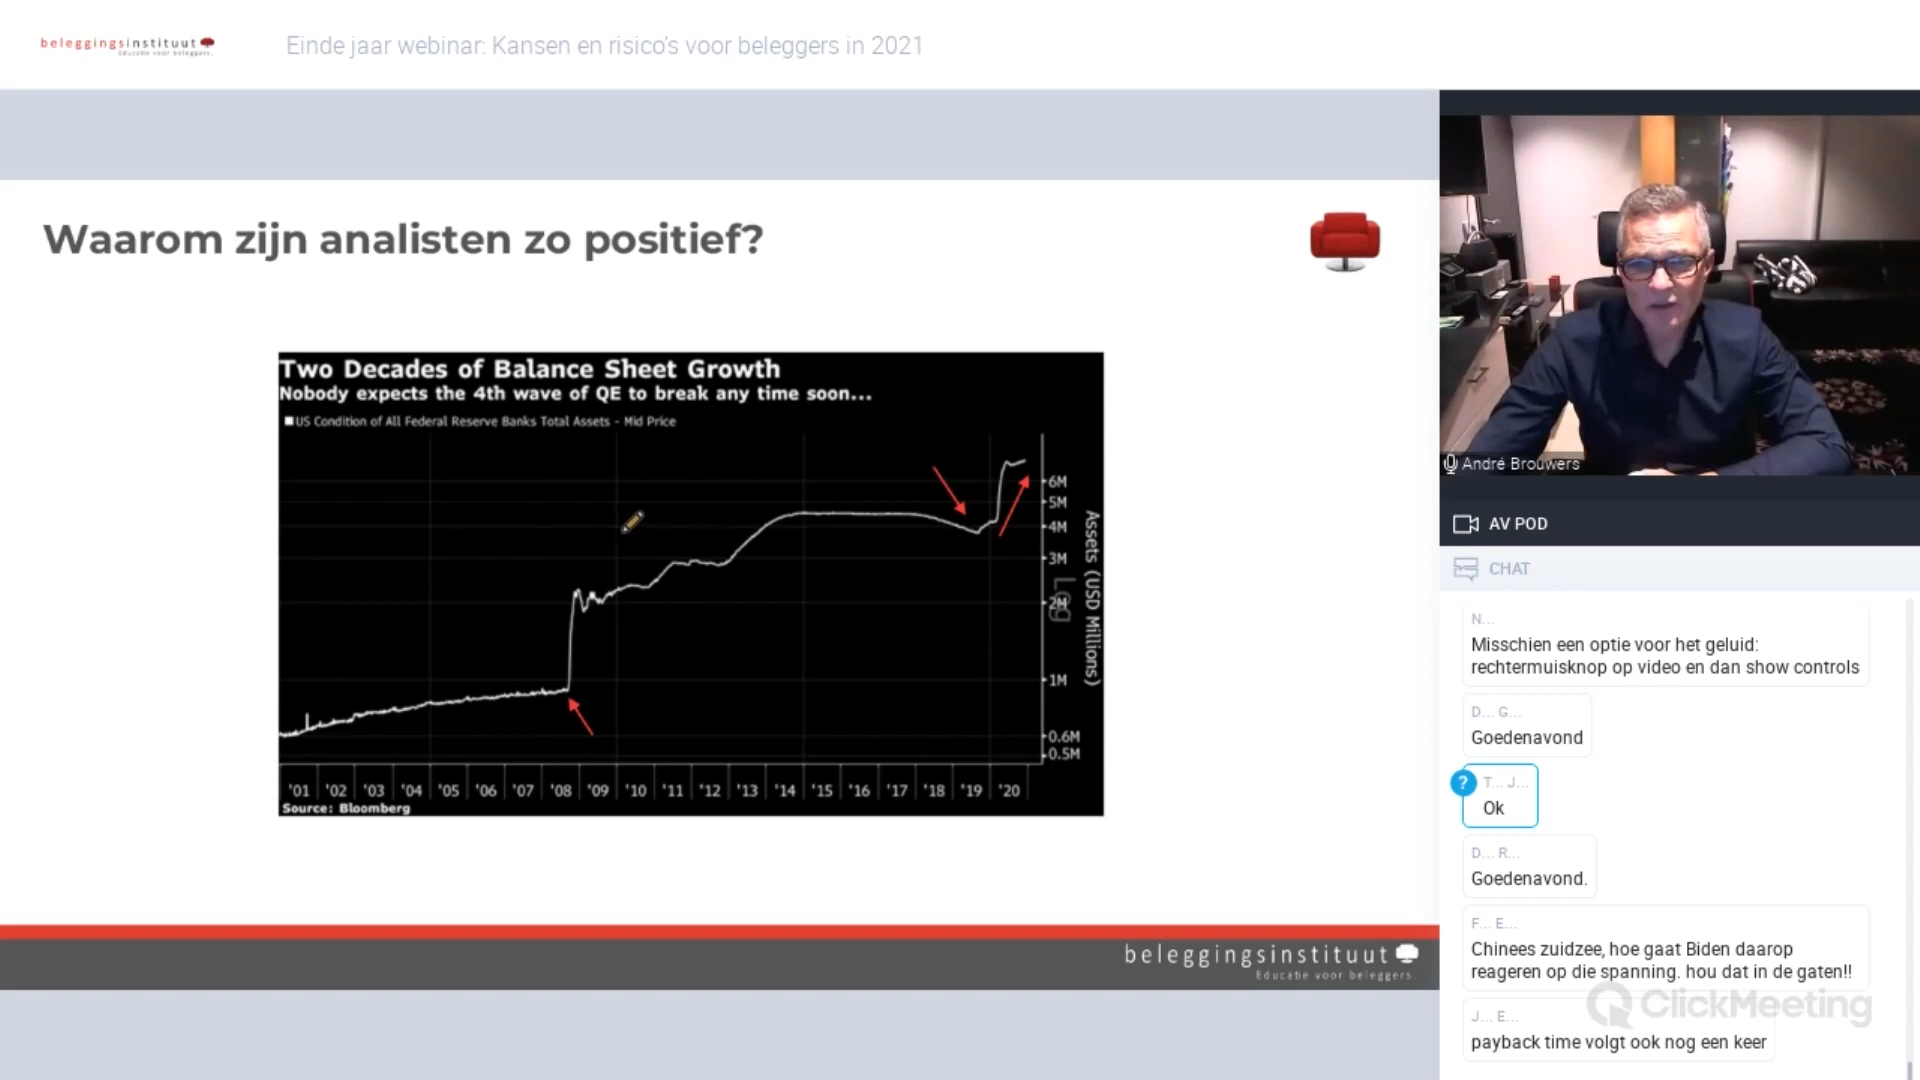 beleggingsinstituut
Educatie voor beleggers.
Einde jaar webinar: Kansen en risico's voor beleggers in 2021
Waarom zijn analisten zo positief?
Two Decades of Balance Sheet Growth
Nobody expects the 4th wave of QE to break any time soon...
US Condition of All Federal Reserve Banks Total Assets - Mid Price
6M
5M
4M
3M
2M
1M
0.6M
0.5M
Log
Assets (USD Millions)
'01 '02 '03 '04 '05 '06 '07 '08 '09 '10 '11 '12 '13 '14 '15 '16 '17 '18 '19 '20
Source: Bloomberg
beleggingsinstituut
Educatie voor beleggers.
André Brouwers
AV POD
CHAT
N...
Misschien een optie voor het geluid:
rechtermuisknop op video en dan show controls
D... G...
Goedenavond
? T... J...
Ok
D... R...
Goedenavond.
F... E...
Chinees zuidzee, hoe gaat Biden daarop
reageren op die spanning. hou dat in de gaten!!
ClickMeeting
J... E...
payback time volgt ook nog een keer